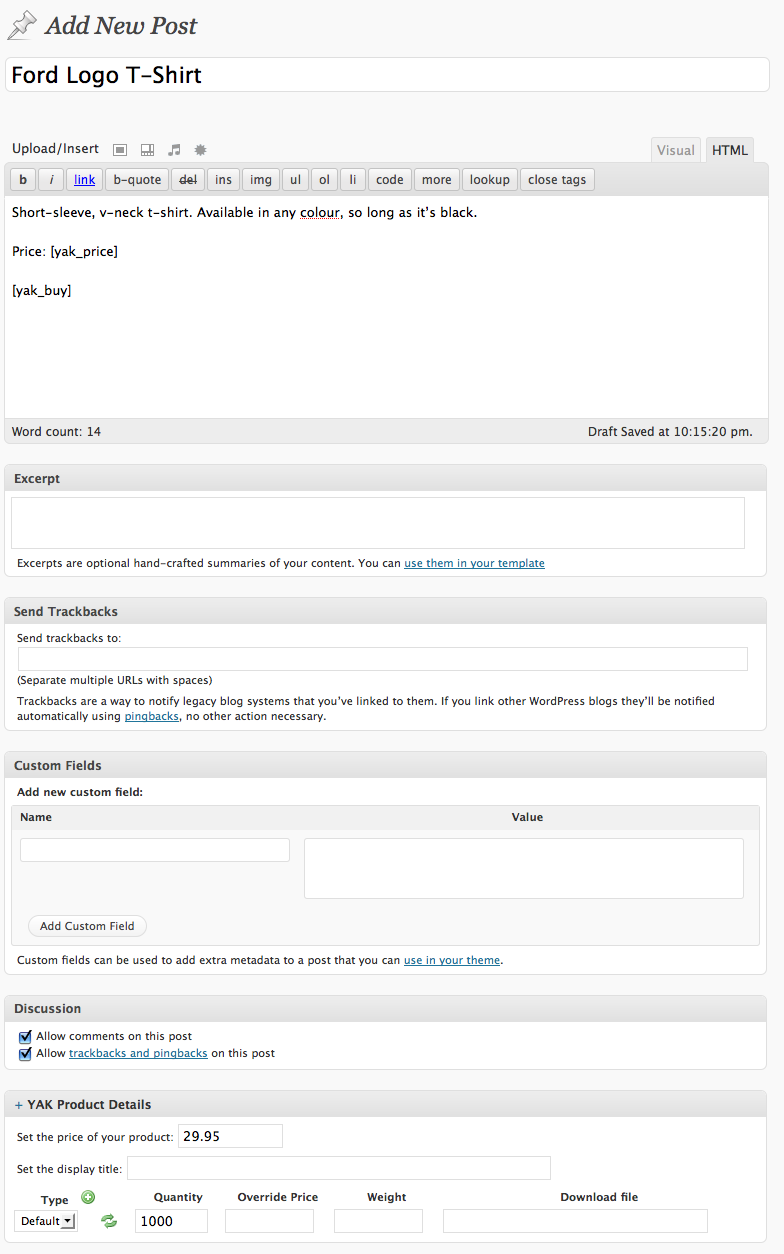 Add New Post
Ford Logo T-Shirt
Upload/Insert
Visual HTML
b i link b-quote del ins img ul ol li code more lookup close tags
Short-sleeve, v-neck t-shirt. Available in any colour, so long as it's black.
Price: [yak_price]
[yak_buy]
Word count: 14 Draft Saved at 10:15:20 pm.
Excerpt
Excerpts are optional hand-crafted summaries of your content. You can use them in your template
Send Trackbacks
Send trackbacks to:
(Separate multiple URLs with spaces)
Trackbacks are a way to notify legacy blog systems that you've linked to them. If you link other WordPress blogs they'll be notified
automatically using pingbacks, no other action necessary.
Custom Fields
Add new custom field:
Name Value
Add Custom Field
Custom fields can be used to add extra metadata to a post that you can use in your theme.
Discussion
Allow comments on this post
Allow trackbacks and pingbacks on this post
+ YAK Product Details
Set the price of your product: 29.95
Set the display title:
Type Quantity Override Price Weight Download file
Default 1000